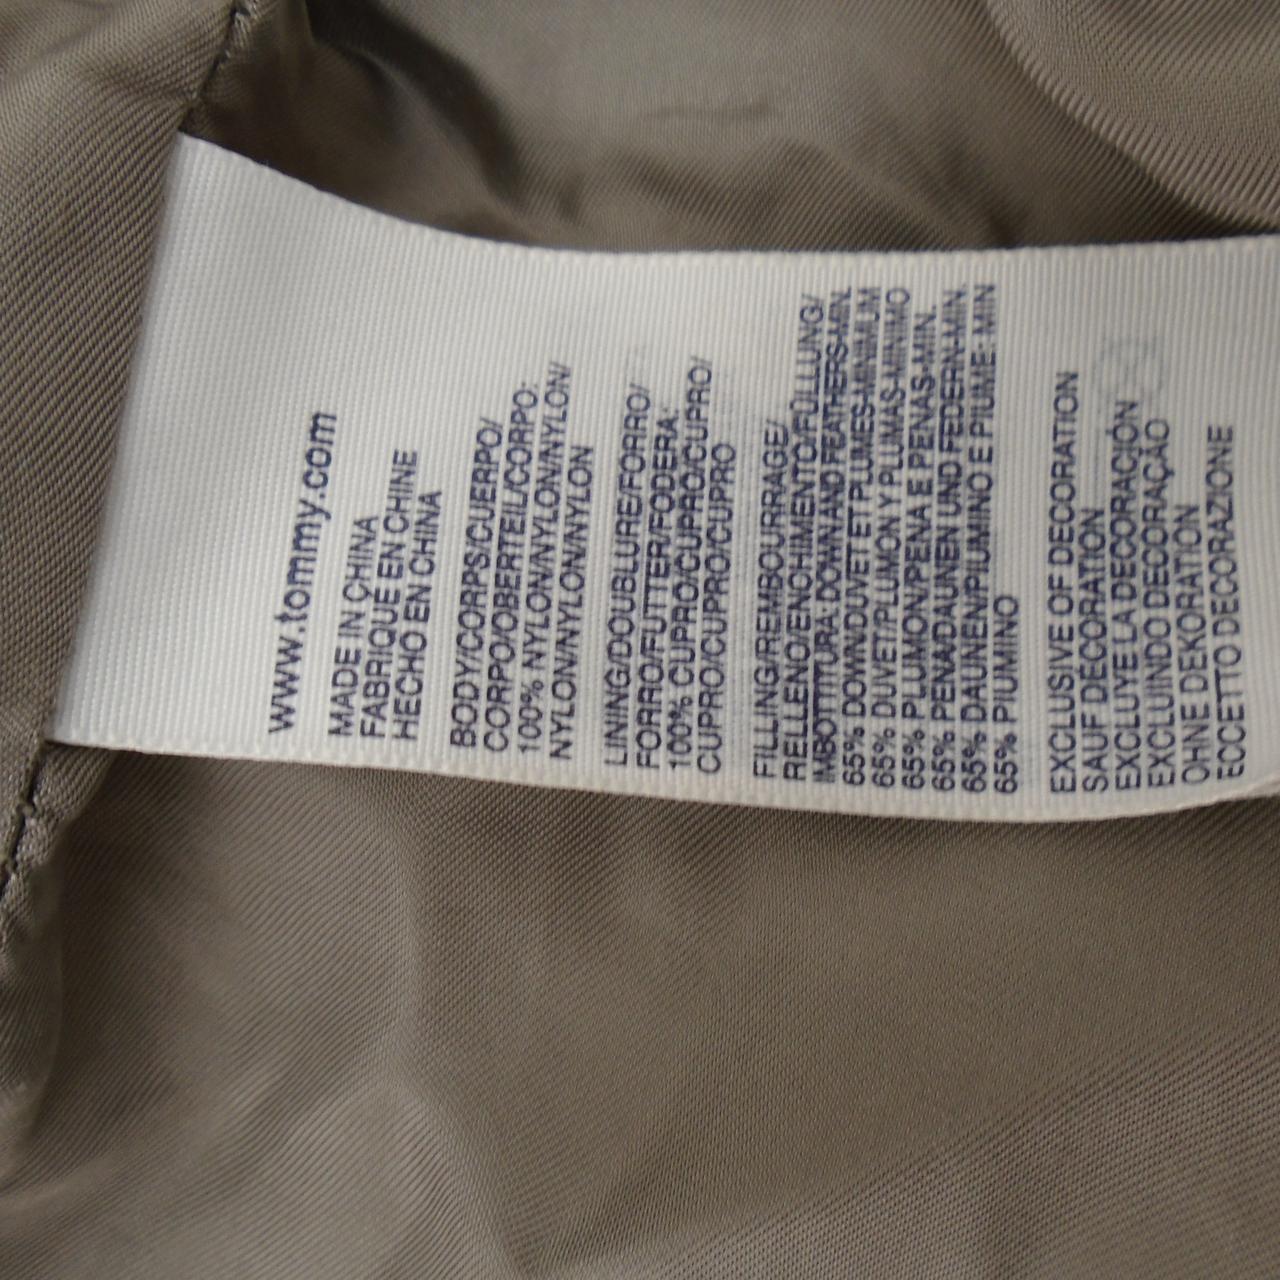 www.tommy.com
MADE IN CHINA
FABRIQUE EN CHINE
HECHO EN CHINA
BODY/CORPS/CUERPO/
CORPO/OBERTEIL/CORPO:
100% NYLON/NYLON/NYLON/
NYLON/NYLON/NYLON
LINING/DOUBLURE/FORRO/
FORRO/FUTTER/FODERA:
100% CUPRO/CUPRO/CUPRO/
CUPRO/CUPRO/CUPRO
FILLING/REMBOURRAGE/
RELLENO/ENCHIMENTO/FÜLLUNG/
IMBOTTITURA:DOWN AND FEATHERS-MIN.
65% DOWN/DUVET ET PLUMES-MINIMUM
65% DUVET/PLUMON Y PLUMAS-MINIMO
65% PLUMON/PENA E PENAS-MIN.
65% PENA/DAUNEN UND FEDERN-MIN.
65% DAUNEN/PIUMINO E PIUME: MIN
65% PIUMINO
EXCLUSIVE OF DECORATION
SAUF DECORATION
EXCLUYE LA DECORACIÓN
EXCLUINDO DECORAÇÃO
OHNE DEKORATION
ECCETTO DECORAZIONE